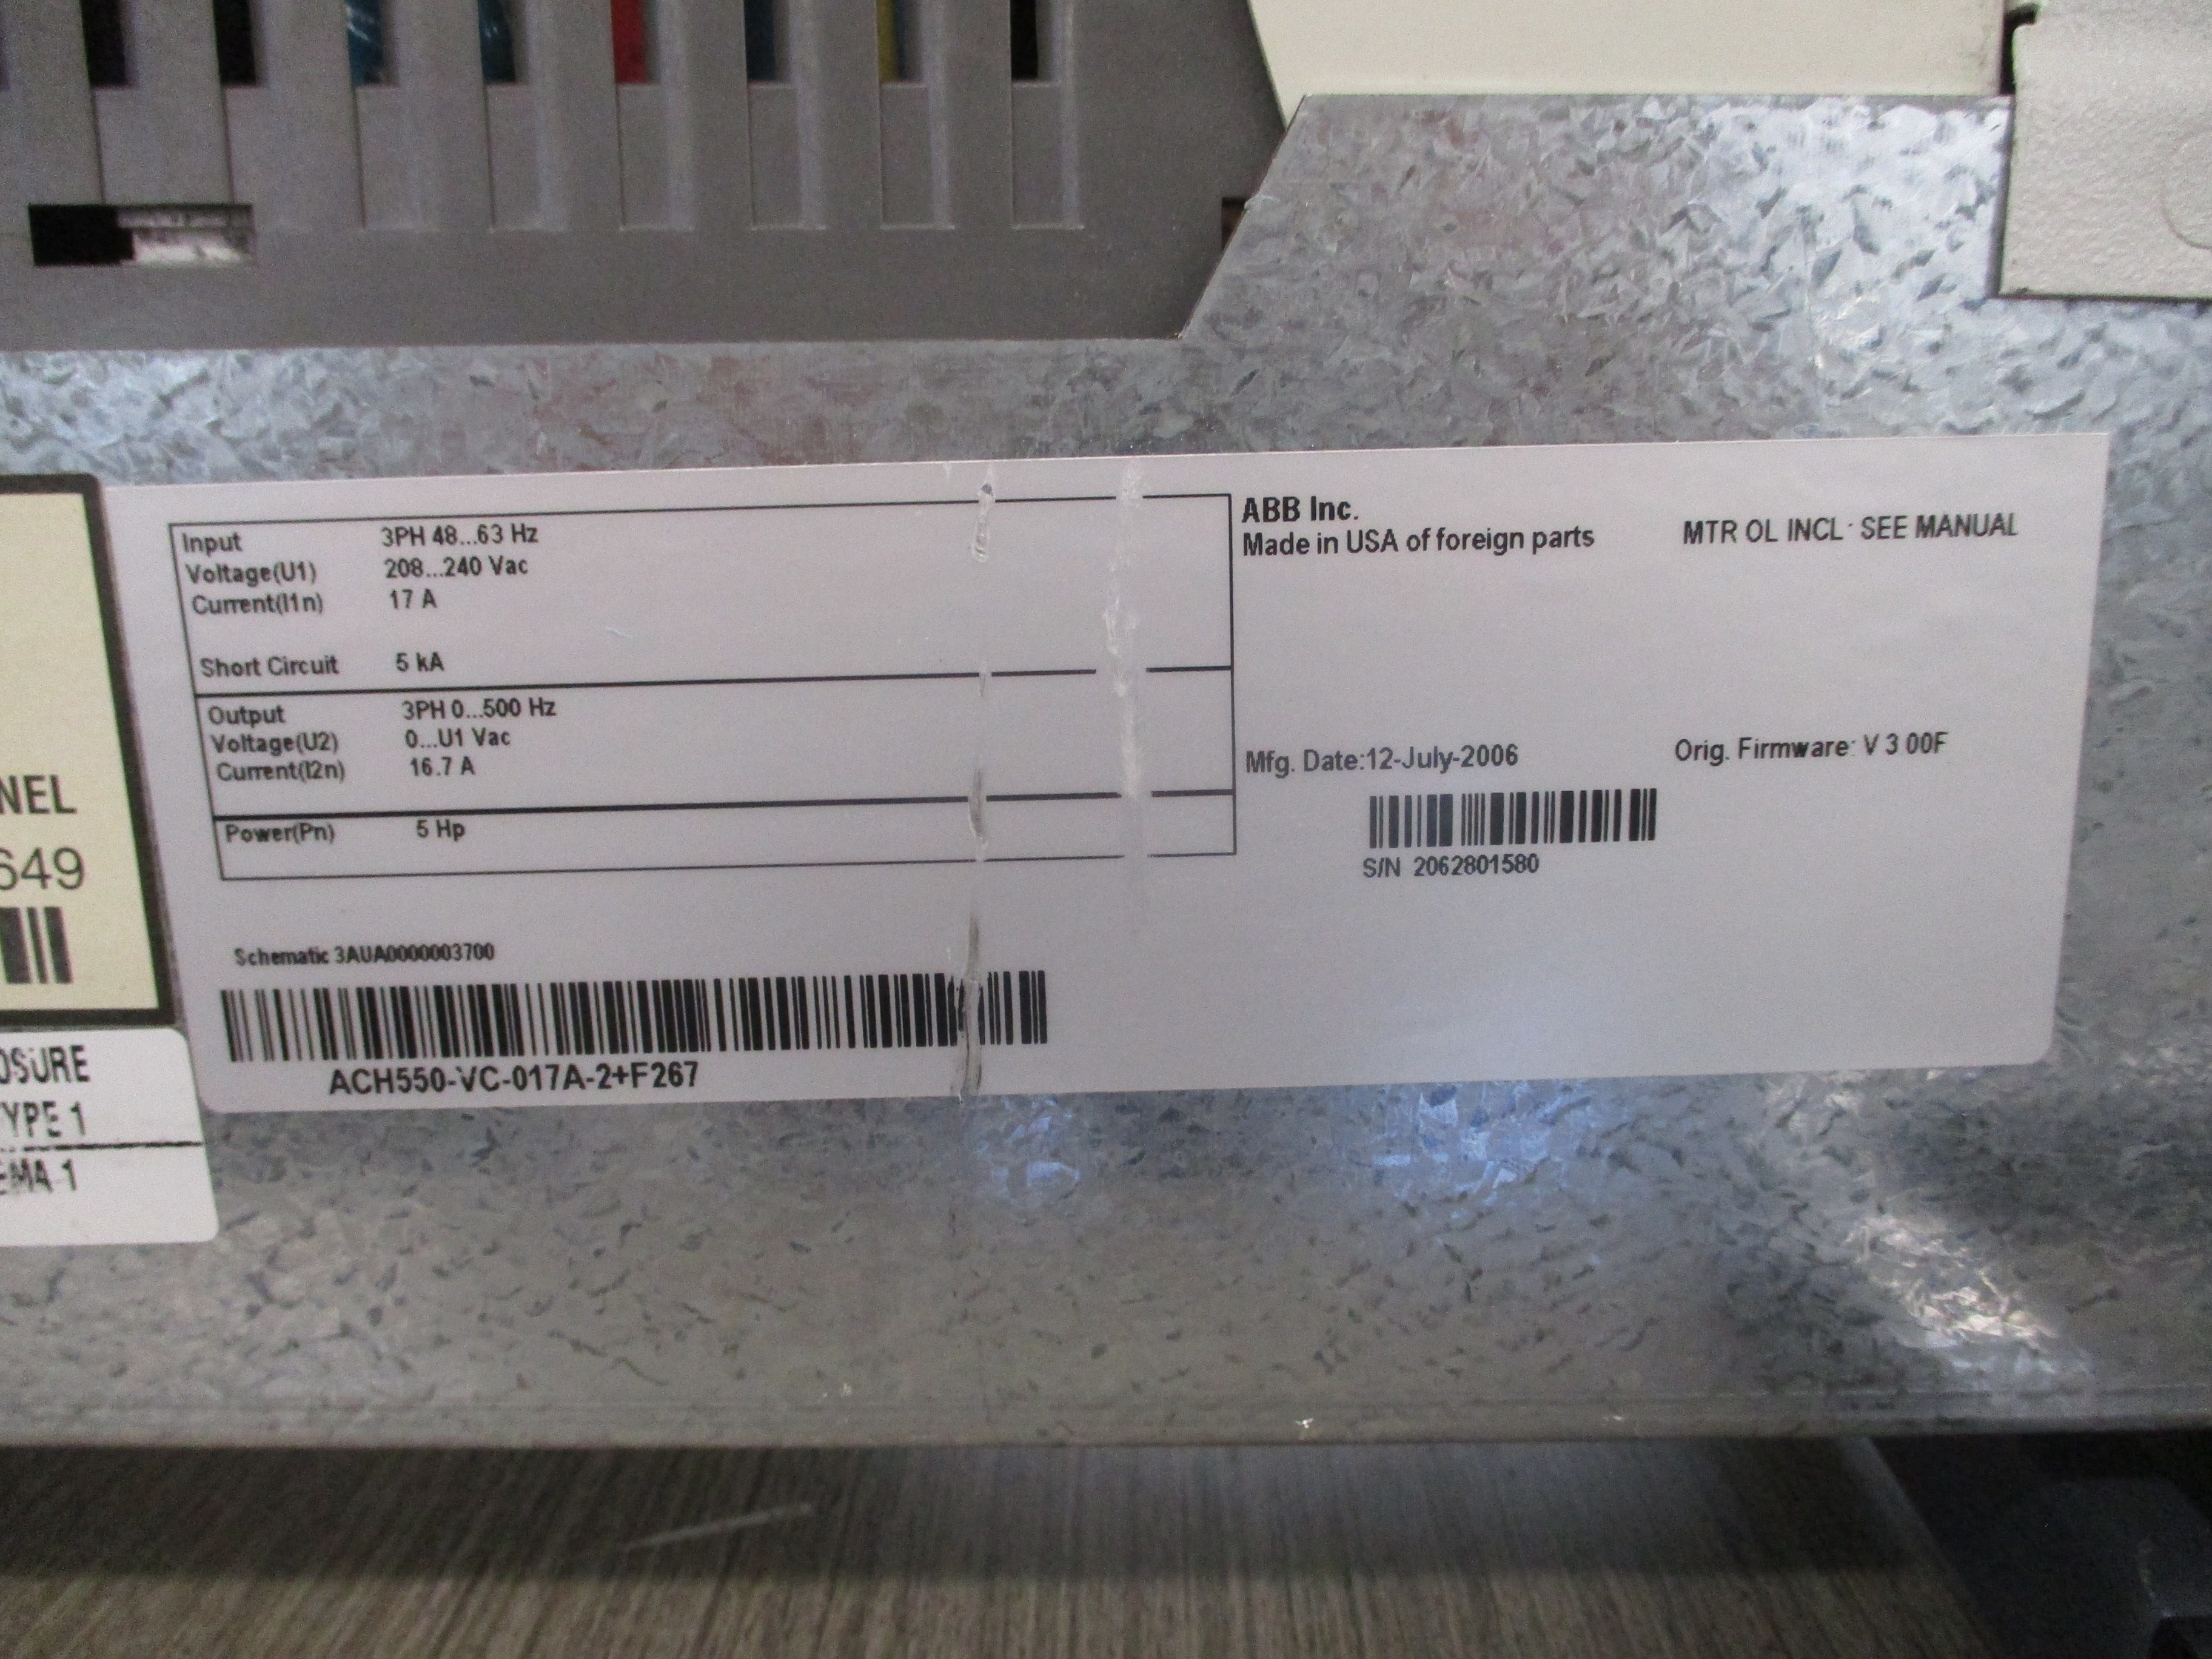 Input 3PH 48...63 Hz
Voltage(U1) 208...240 Vac
Current(I1n) 17 A
Short Circuit 5 kA
Output 3PH 0...500 Hz
Voltage(U2) 0...U1 Vac
Current(I2n) 16.7 A
Power(Pn) 5 Hp
ABB Inc.
Made in USA of foreign parts
MTR OL INCL· SEE MANUAL
Mfg. Date:12-July-2006
Orig. Firmware: V 3 00F
S/N 2062801580
Schematic 3AUA0000003700
ACH550-VC-017A-2+F267
NEL
649
OSURE
TYPE 1
EMA 1